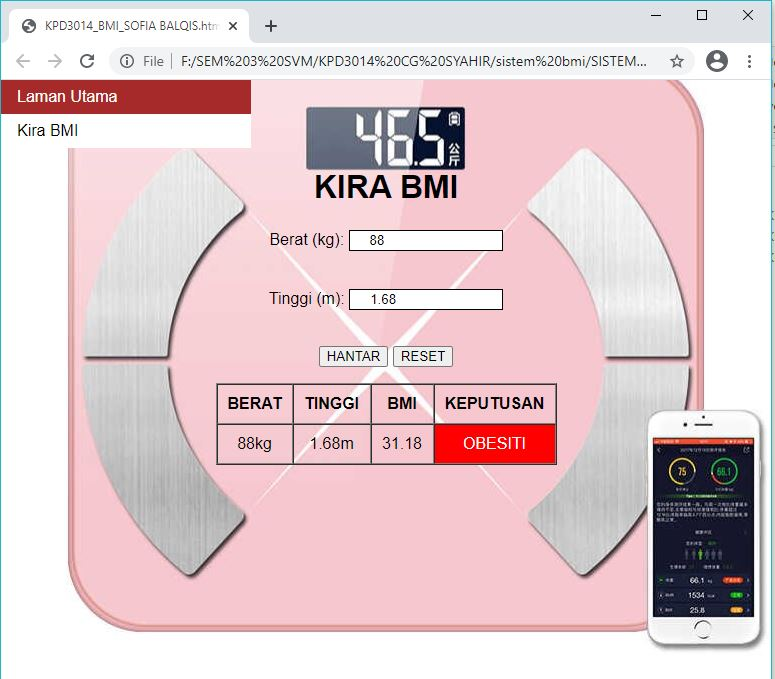 KPD3014_BMI_SOFIA BALQIS.htm
File F:/SEM%203%20SVM/KPD3014%20CG%20SYAHIR/sistem%20bmi/SISTEM...
Laman Utama
Kira BMI
46.5
公斤
KIRA BMI
Berat (kg): 88
Tinggi (m): 1.68
HANTAR RESET
BERAT TINGGI BMI KEPUTUSAN
88kg 1.68m 31.18 OBESITI
75 66.1
66.1 kg
1534 kcal
25.8